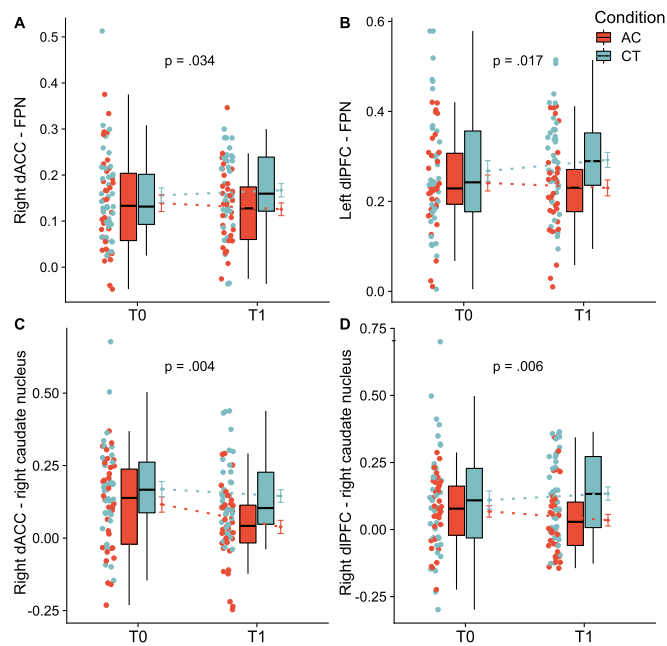 A
Right dACC - FPN
0.5
0.4
0.3
0.2
0.1
0.0
p = .034
T0
T1
B
Left dlPFC - FPN
0.6
0.4
0.2
0.0
p = .017
T0
T1
Condition
AC
CT
C
Right dACC - right caudate nucleus
0.50
0.25
0.00
-0.25
p = .004
T0
T1
D
Right dlPFC - right caudate nucleus
0.75
0.50
0.25
0.00
-0.25
p = .006
T0
T1